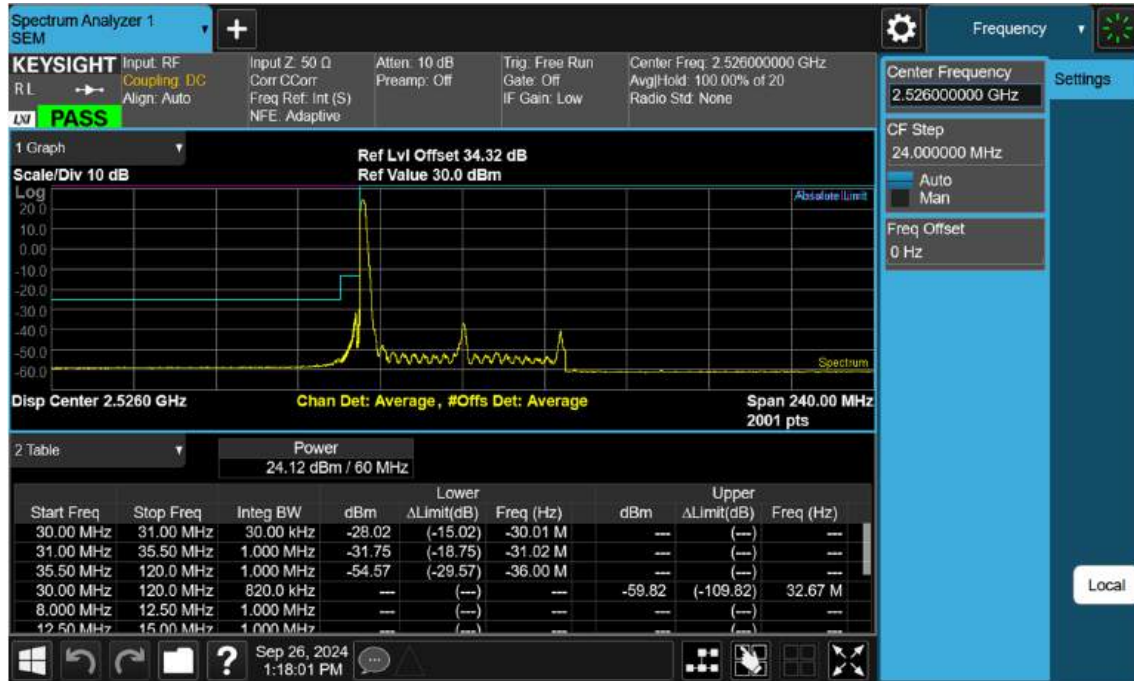 Spectrum Analyzer 1
SEM
+
Frequency
KEYSIGHT
R L
LXI
PASS
Input: RF
Coupling: DC
Align: Auto
Input Z: 50 Ω
Corr CCorr
Freq Ref: Int (S)
NFE: Adaptive
Atten: 10 dB
Preamp: Off
Trig: Free Run
Gate: Off
IF Gain: Low
Center Freq: 2.526000000 GHz
Avg|Hold: 100.00% of 20
Radio Std: None
Center Frequency
2.526000000 GHz
Settings
CF Step
24.000000 MHz
Auto
Man
Freq Offset
0 Hz
Local
1 Graph
Scale/Div 10 dB
Ref Lvl Offset 34.32 dB
Ref Value 30.0 dBm
Log
Absolute Limit
20.0
10.0
0.00
-10.0
-20.0
-30.0
-40.0
-50.0
-60.0
Spectrum
Disp Center 2.5260 GHz
Chan Det: Average, #Offs Det: Average
Span 240.00 MHz
2001 pts
2 Table
Power
24.12 dBm / 60 MHz
Lower Upper
Start Freq Stop Freq Integ BW dBm ΔLimit(dB) Freq (Hz) dBm ΔLimit(dB) Freq (Hz)
30.00 MHz 31.00 MHz 30.00 kHz -28.02 (-15.02) -30.01 M --- (---) ---
31.00 MHz 35.50 MHz 1.000 MHz -31.75 (-18.75) -31.02 M --- (---) ---
35.50 MHz 120.0 MHz 1.000 MHz -54.57 (-29.57) -36.00 M --- (---) ---
30.00 MHz 120.0 MHz 820.0 kHz --- (---) --- -59.82 (-109.82) 32.67 M
8.000 MHz 12.50 MHz 1.000 MHz --- (---) --- --- (---) ---
12.50 MHz 15.00 MHz 1.000 MHz --- (---) --- --- (---) ---
?
Sep 26, 2024
1:18:01 PM